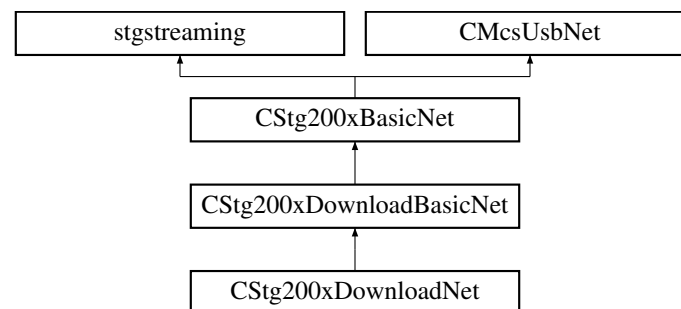 stgstreaming
CMcsUsbNet
CStg200xBasicNet
CStg200xDownloadBasicNet
CStg200xDownloadNet